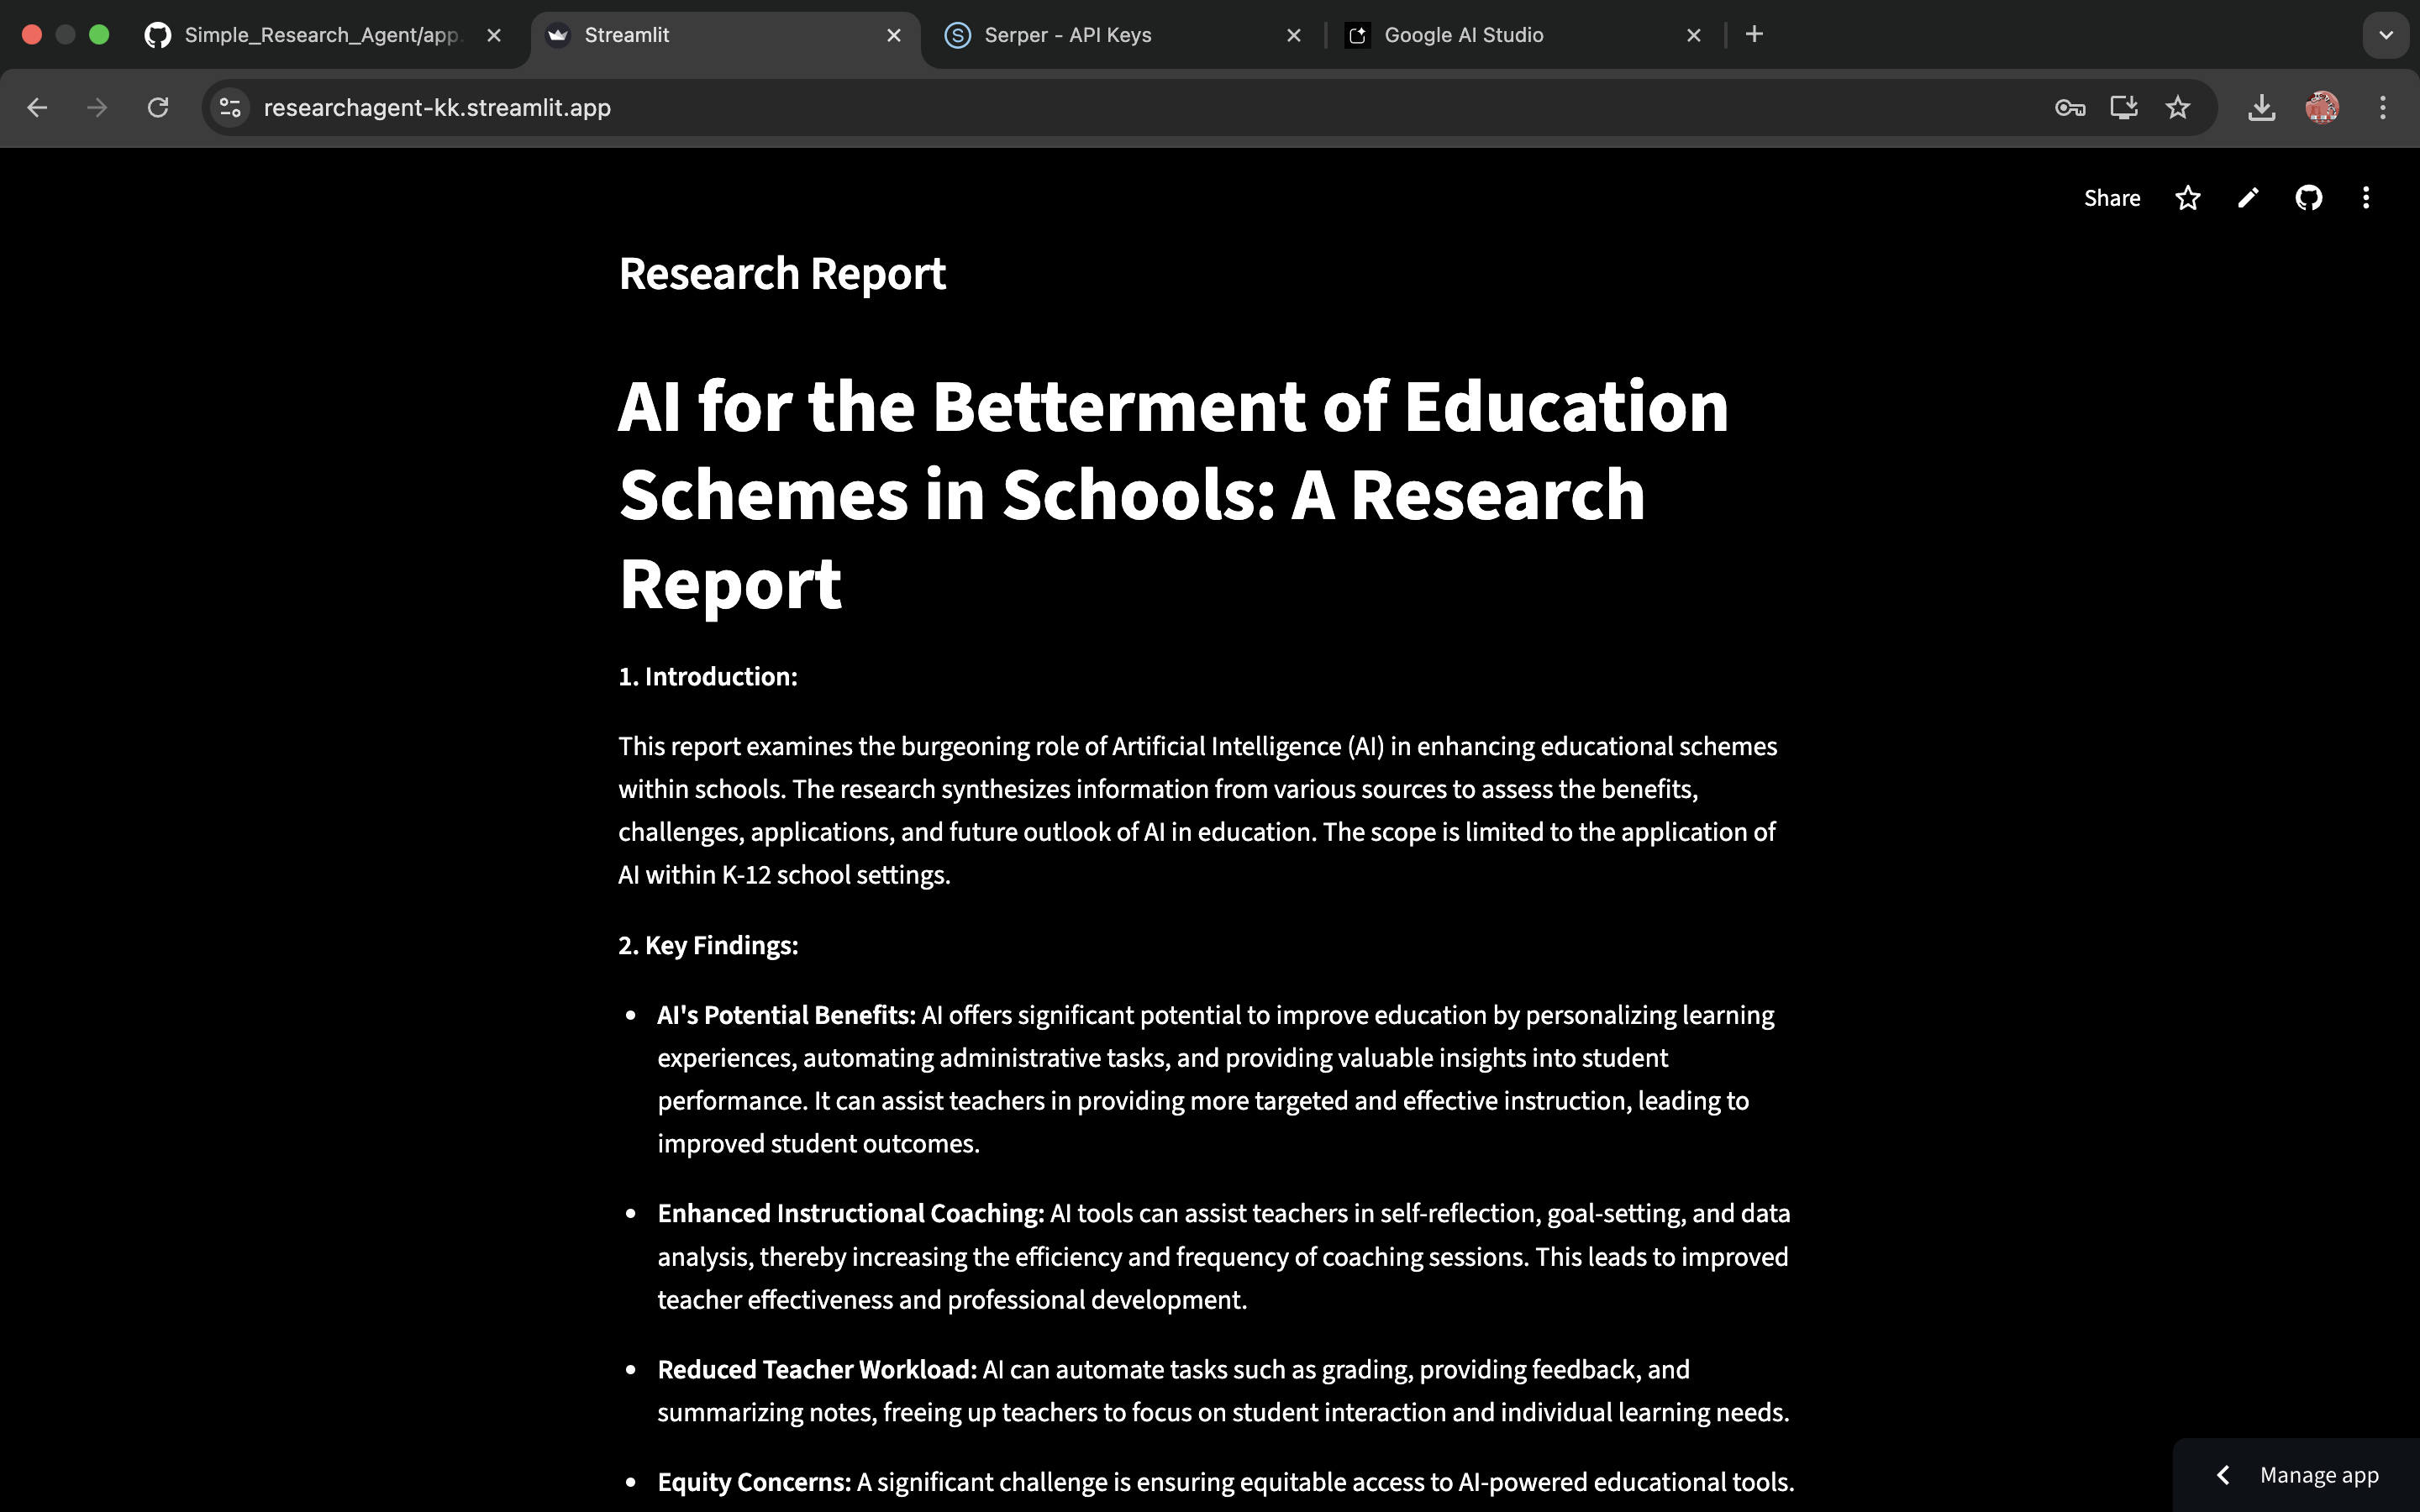 Simple_Research_Agent/app.
Streamlit
Serper - API Keys
Google AI Studio
researchagent-kk.streamlit.app
Share
Research Report
AI for the Betterment of Education
Schemes in Schools: A Research
Report
1. Introduction:
This report examines the burgeoning role of Artificial Intelligence (AI) in enhancing educational schemes
within schools. The research synthesizes information from various sources to assess the benefits,
challenges, applications, and future outlook of AI in education. The scope is limited to the application of
AI within K-12 school settings.
2. Key Findings:
• AI's Potential Benefits: AI offers significant potential to improve education by personalizing learning
experiences, automating administrative tasks, and providing valuable insights into student
performance. It can assist teachers in providing more targeted and effective instruction, leading to
improved student outcomes.
• Enhanced Instructional Coaching: AI tools can assist teachers in self-reflection, goal-setting, and data
analysis, thereby increasing the efficiency and frequency of coaching sessions. This leads to improved
teacher effectiveness and professional development.
• Reduced Teacher Workload: AI can automate tasks such as grading, providing feedback, and
summarizing notes, freeing up teachers to focus on student interaction and individual learning needs.
• Equity Concerns: A significant challenge is ensuring equitable access to AI-powered educational tools.
Manage app